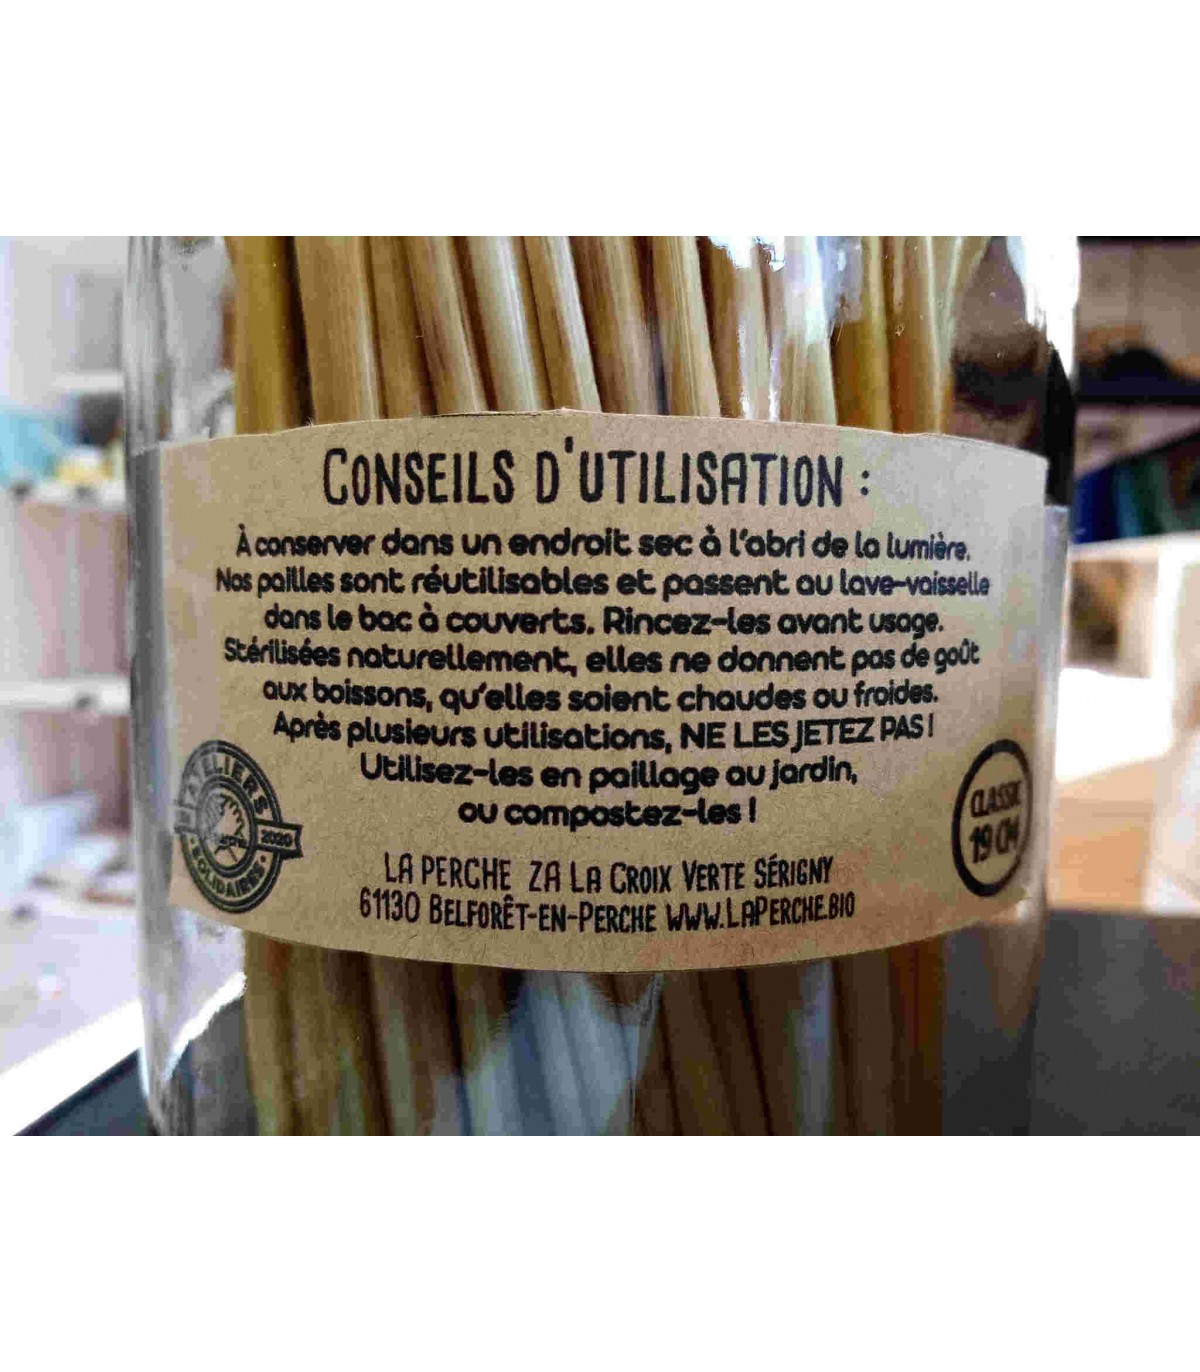 CONSEILS D'UTILISATION :
À conserver dans un endroit sec à l'abri de la lumière.
Nos pailles sont réutilisables et passent au lave-vaisselle
dans le bac à couverts. Rincez-les avant usage.
Stérilisées naturellement, elles ne donnent pas de goût
aux boissons, qu'elles soient chaudes ou froides.
Après plusieurs utilisations, NE LES JETEZ PAS !
Utilisez-les en paillage au jardin,
ou compostez-les !
ATELIERS
2020
SOLIDAIRES
CLASSIC
19 CM
LA PERCHE ZA LA CROIX VERTE SÉRIGNY
61130 BELFORÊT-EN-PERCHE WWW.LAPERCHE.BIO